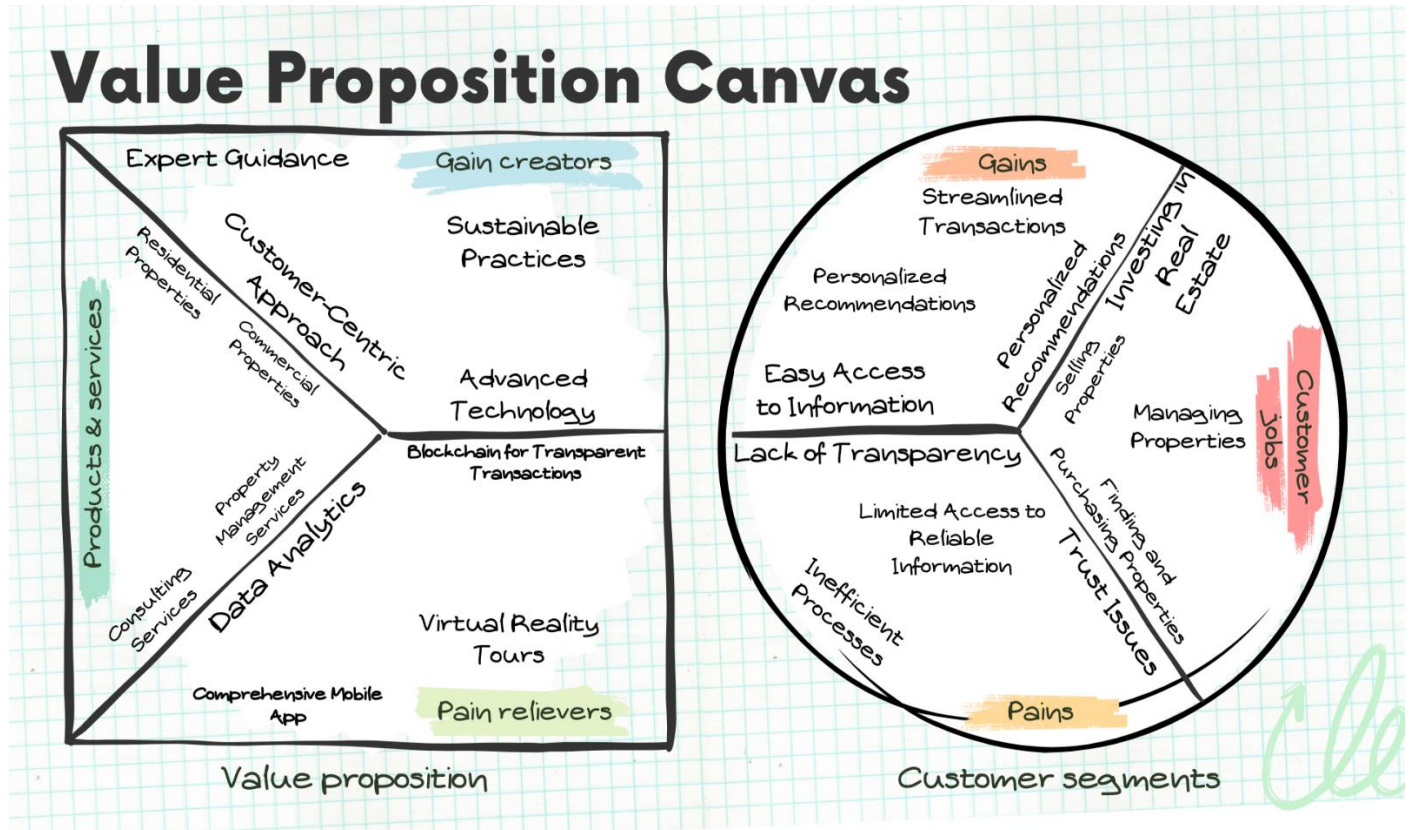 Value Proposition Canvas
Expert Guidance
Gain creators
Customer-Centric
Approach
Sustainable
Practices
Advanced
Technology
Residential
Properties
Commercial
Properties
Products & services
Property
Management
Services
Consulting
Services
Blockchain for Transparent
Transactions
Data Analytics
Virtual Reality
Tours
Comprehensive Mobile
App
Pain relievers
Value proposition
Gains
Streamlined
Transactions
Personalized
Recommendations
Personalized
Recommendations
Easy Access
to Information
Investing in
Real
Estate
Selling
Properties
Managing
Properties
Customer
jobs
Finding and
Purchasing Properties
Lack of Transparency
Limited Access to
Reliable
Information
Inefficient
Processes
Trust Issues
Pains
Customer segments